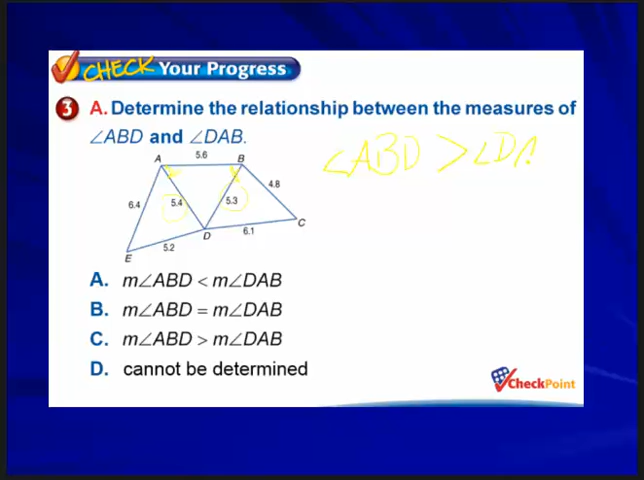 CHECK Your Progress
3 A. Determine the relationship between the measures of
∠ABD and ∠DAB.
∠ABD > ∠DA
A 5.6 B
6.4 5.4 5.3 4.8
5.2 D 6.1 C
E
A. m∠ABD < m∠DAB
B. m∠ABD = m∠DAB
C. m∠ABD > m∠DAB
D. cannot be determined
CheckPoint